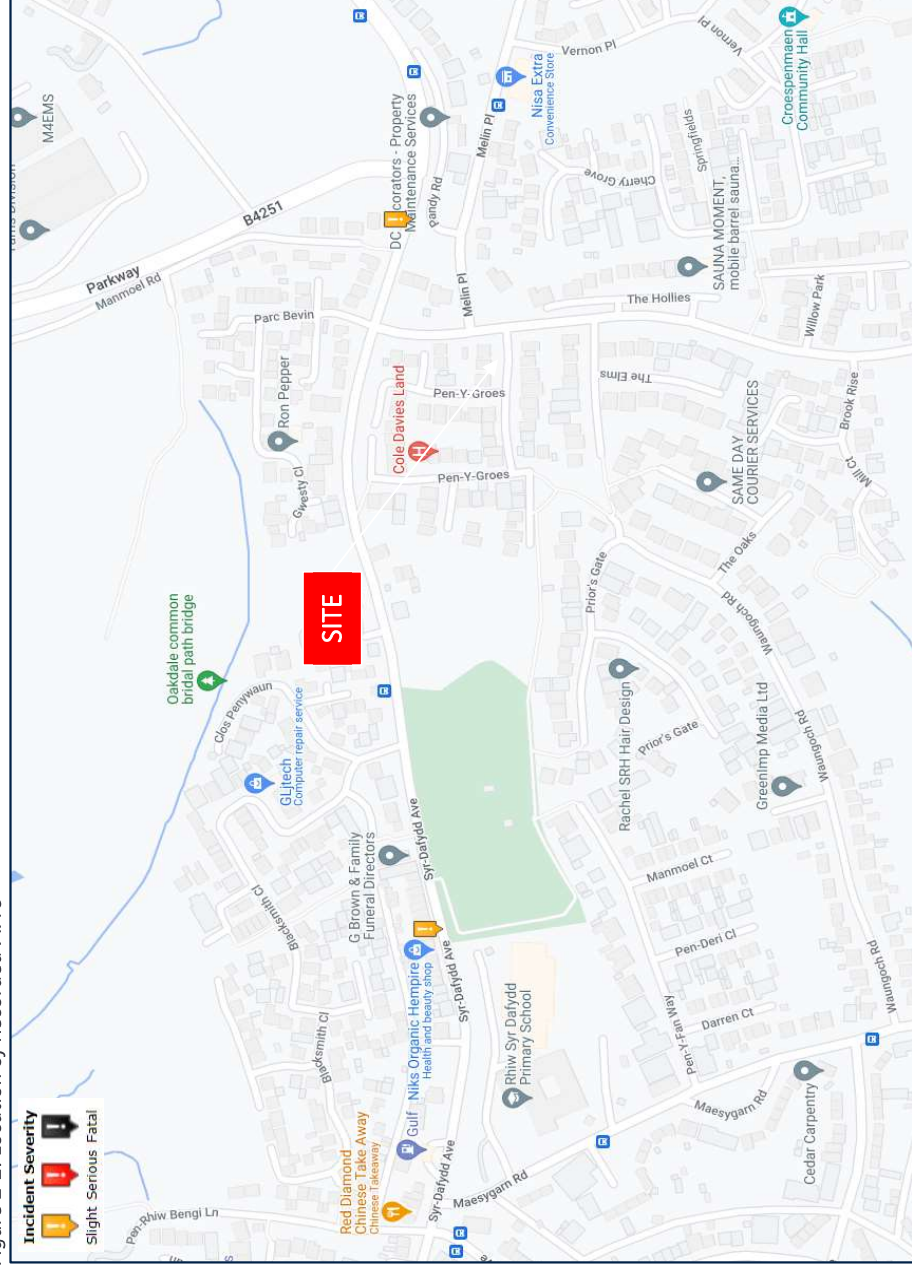 Incident Severity
Slight Serious Fatal
M4EMS
Parkway
Manmoel Rd
B4251
DC
corators - Property
Maintenance Services
Pandy Rd
Melin Pl
Melin Pl
Nisa Extra
Convenience Store
Vernon Pl
Vernon Pl
Croespenmaen
Community Hall
Springfields
Cherry Grove
SAUNA MOMENT,
mobile barrel sauna...
The Hollies
Willow Park
Parc Bevin
Ron Pepper
Gwesty Cl
Cole Davies Land
Pen-Y-Groes
Pen-Y-Groes
The Elms
SAME DAY
COURIER SERVICES
Brook Rise
Mill Ct
The Oaks
Oakdale common
bridal path bridge
SITE
Clos Penywaun
GLjtech
Computer repair service
Prior's Gate
Prior's Gate
Rachel SRH Hair Design
Waungoch Rd
Waungoch Rd
Waungoch Rd
GreenImp Media Ltd
G Brown & Family
Funeral Directors
Syr-Dafydd Ave
Syr-Dafydd Ave
Syr-Dafydd Ave
Blacksmith Cl
Blacksmith Cl
Niks Organic Hempire
Health and beauty shop
Gulf
Rhiw Syr Dafydd
Primary School
Manmoel Ct
Pen-Deri Cl
Darren Ct
Pen-Y-Fan Way
Red Diamond
Chinese Take Away
Chinese Takeaway
Pen-Rhiw Bengi Ln
Maesygarn Rd
Maesygarn Rd
Cedar Carpentry